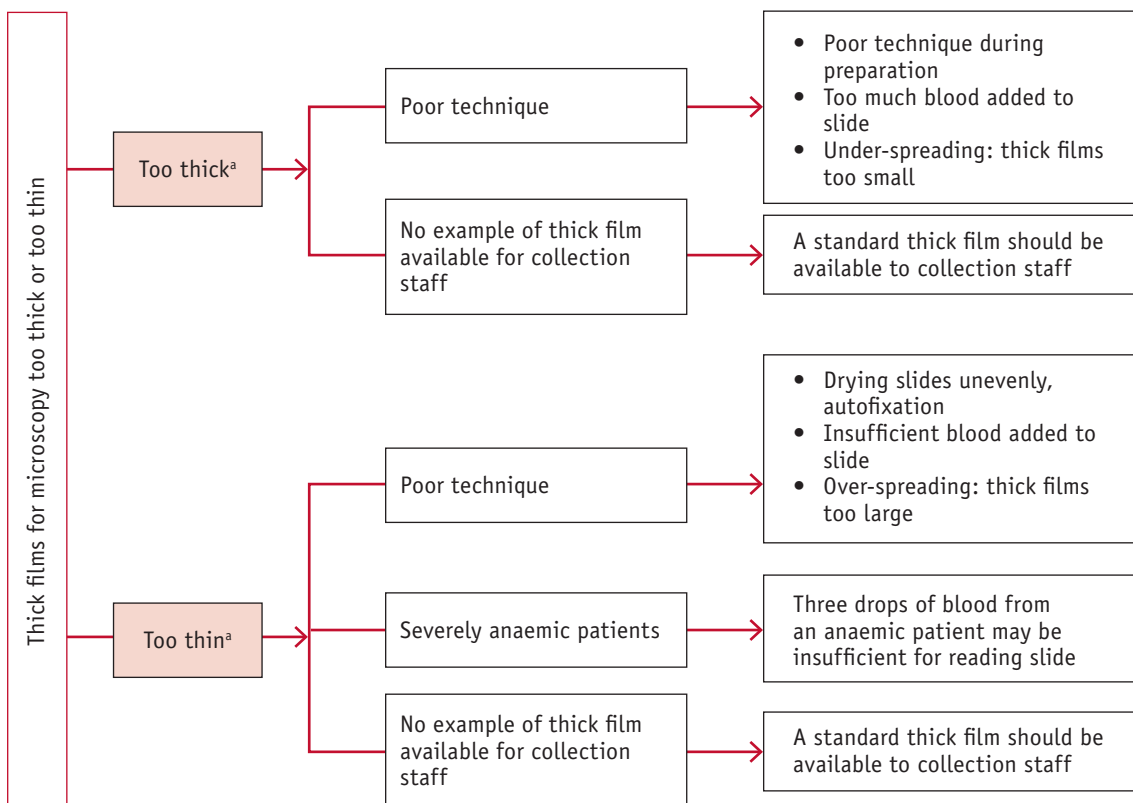 Thick films for microscopy too thick or too thin
Too thickᵃ
Poor technique
• Poor technique during
preparation
• Too much blood added to
slide
• Under-spreading: thick films
too small
No example of thick film
available for collection
staff
A standard thick film should be
available to collection staff
Too thinᵃ
Poor technique
• Drying slides unevenly,
autofixation
• Insufficient blood added to
slide
• Over-spreading: thick films
too large
Severely anaemic patients
Three drops of blood from
an anaemic patient may be
insufficient for reading slide
No example of thick film
available for collection
staff
A standard thick film should be
available to collection staff